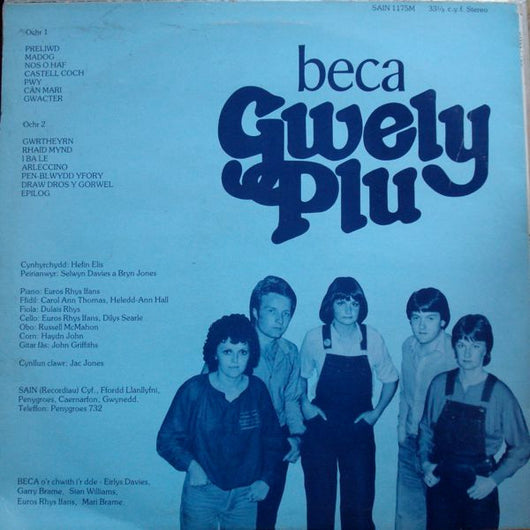 SAIN 1175M 33⅓ c.y.f. Stereo
beca
Gwely
Plu
Ochr 1
PRELIWD
MADOG
NOS O HAF
CASTELL COCH
PWY
CÂN MARI
GWACTER
Ochr 2
GWRTHEYRN
RHAID MYND
I BA LE
ARLECCINO
PEN-BLWYDD YFORY
DRAW DROS Y GORWEL
EPILOG
Cynhyrchydd: Hefin Elis
Peirianwyr: Selwyn Davies a Bryn Jones
Piano: Euros Rhys Ifans
Ffidil: Carol Ann Thomas, Heledd-Ann Hall
Fiola: Dulais Rhys
Cello: Euros Rhys Ifans, Dilys Searle
Obo: Russell McMahon
Corn: Haydn John
Gitar fâs: John Griffiths
Cynllun clawr: Jac Jones
SAIN (Recordiau) Cyf., Ffordd Llanllyfni,
Penygroes, Caernarfon, Gwynedd.
Teleffon: Penygroes 732
BECA o'r chwith i'r dde - Eirlys Davies,
Garry Brame, Sian Williams,
Euros Rhys Ifans, Mari Brame.